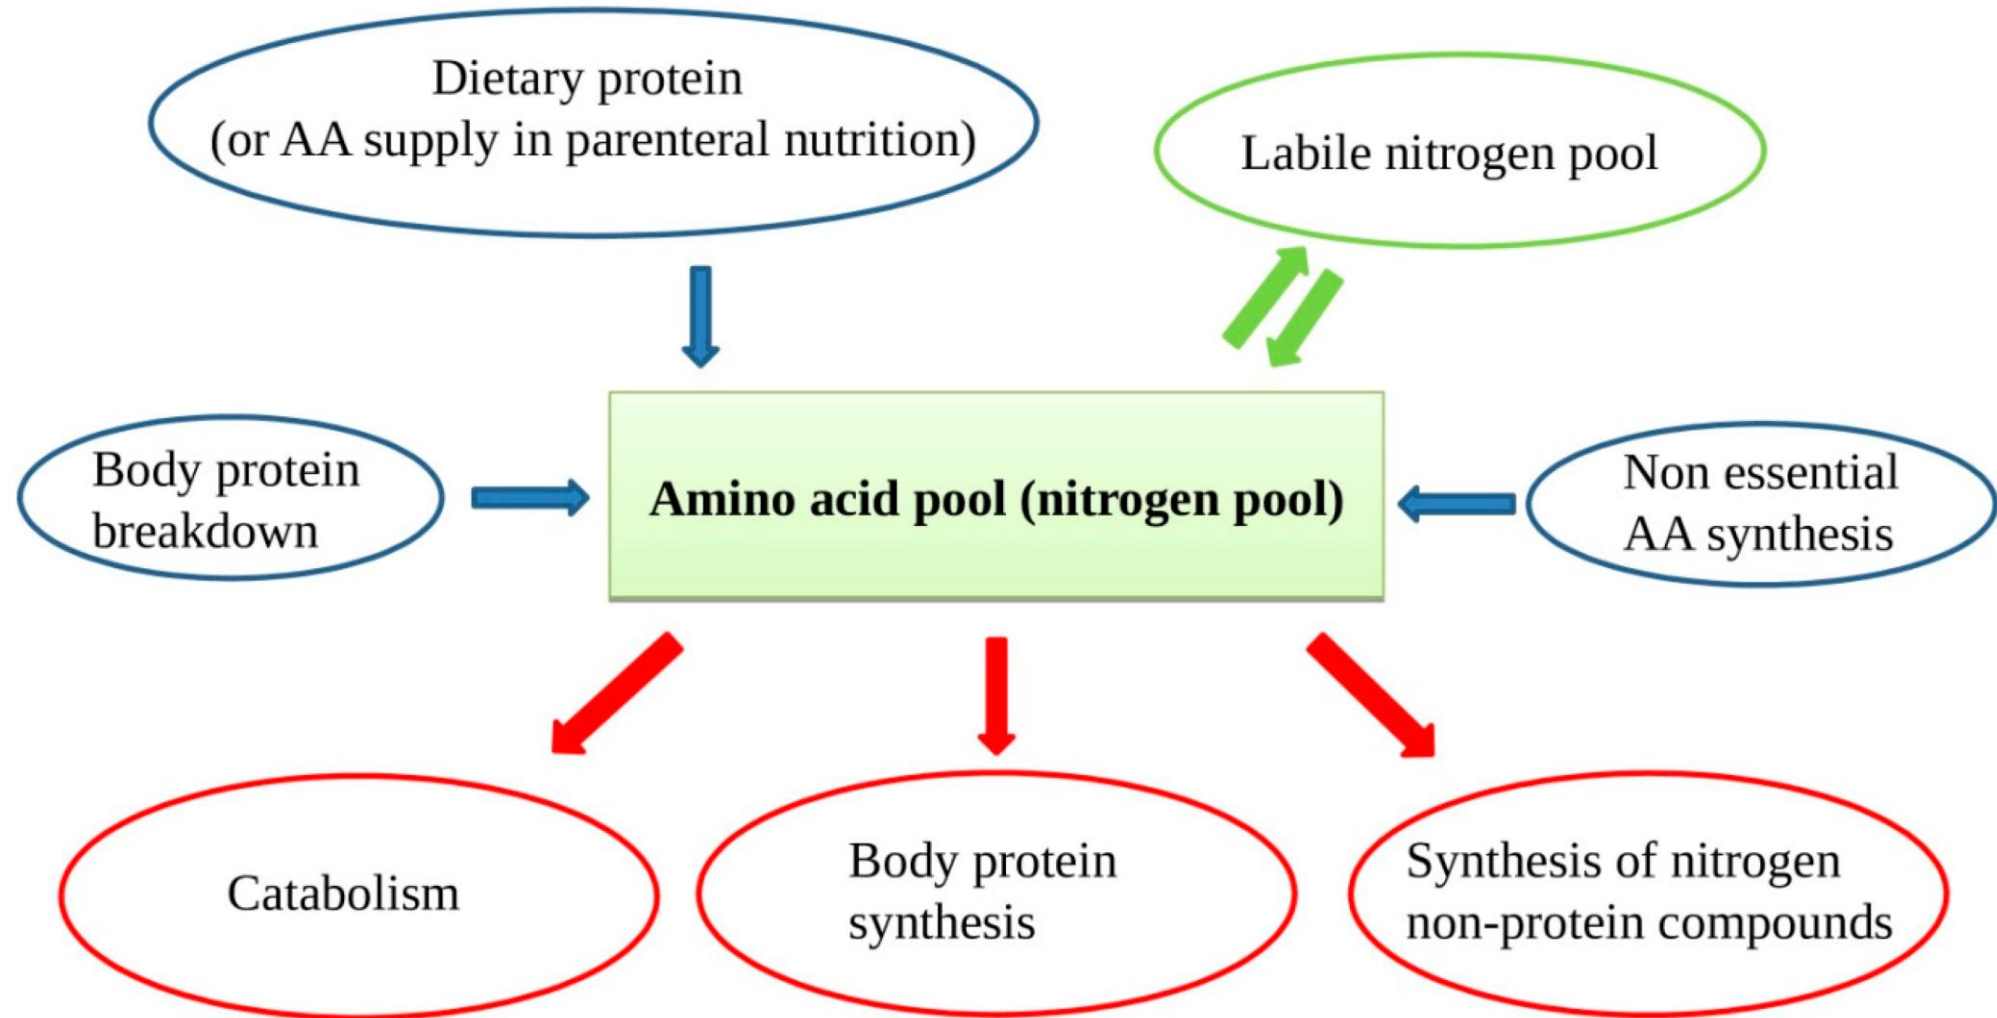 Dietary protein
(or AA supply in parenteral nutrition)
Labile nitrogen pool
Body protein
breakdown
Amino acid pool (nitrogen pool)
Non essential
AA synthesis
Catabolism
Body protein
synthesis
Synthesis of nitrogen
non-protein compounds